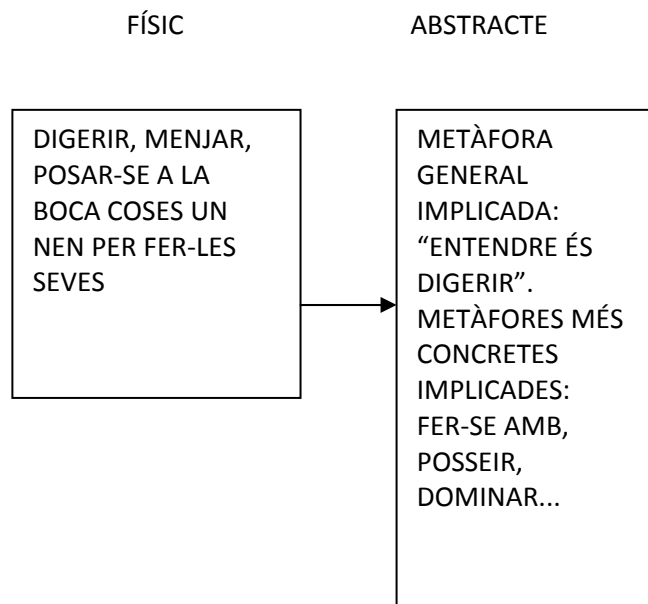 FÍSIC
ABSTRACTE
DIGERIR, MENJAR,
POSAR-SE A LA
BOCA COSES UN
NEN PER FER-LES
SEVES
METÀFORA
GENERAL
IMPLICADA:
“ENTENDRE ÉS
DIGERIR”.
METÀFORES MÉS
CONCRETES
IMPLICADES:
FER-SE AMB,
POSSEIR,
DOMINAR...